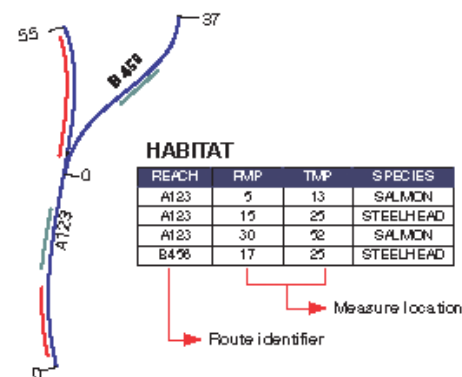 55
37
B 456
0
A123
0
HABITAT
REACH FMP TMP SPECIES
A123 5 13 SALMON
A123 15 25 STEELHEAD
A123 30 52 SALMON
B456 17 25 STEELHEAD
Measure location
Route identifier